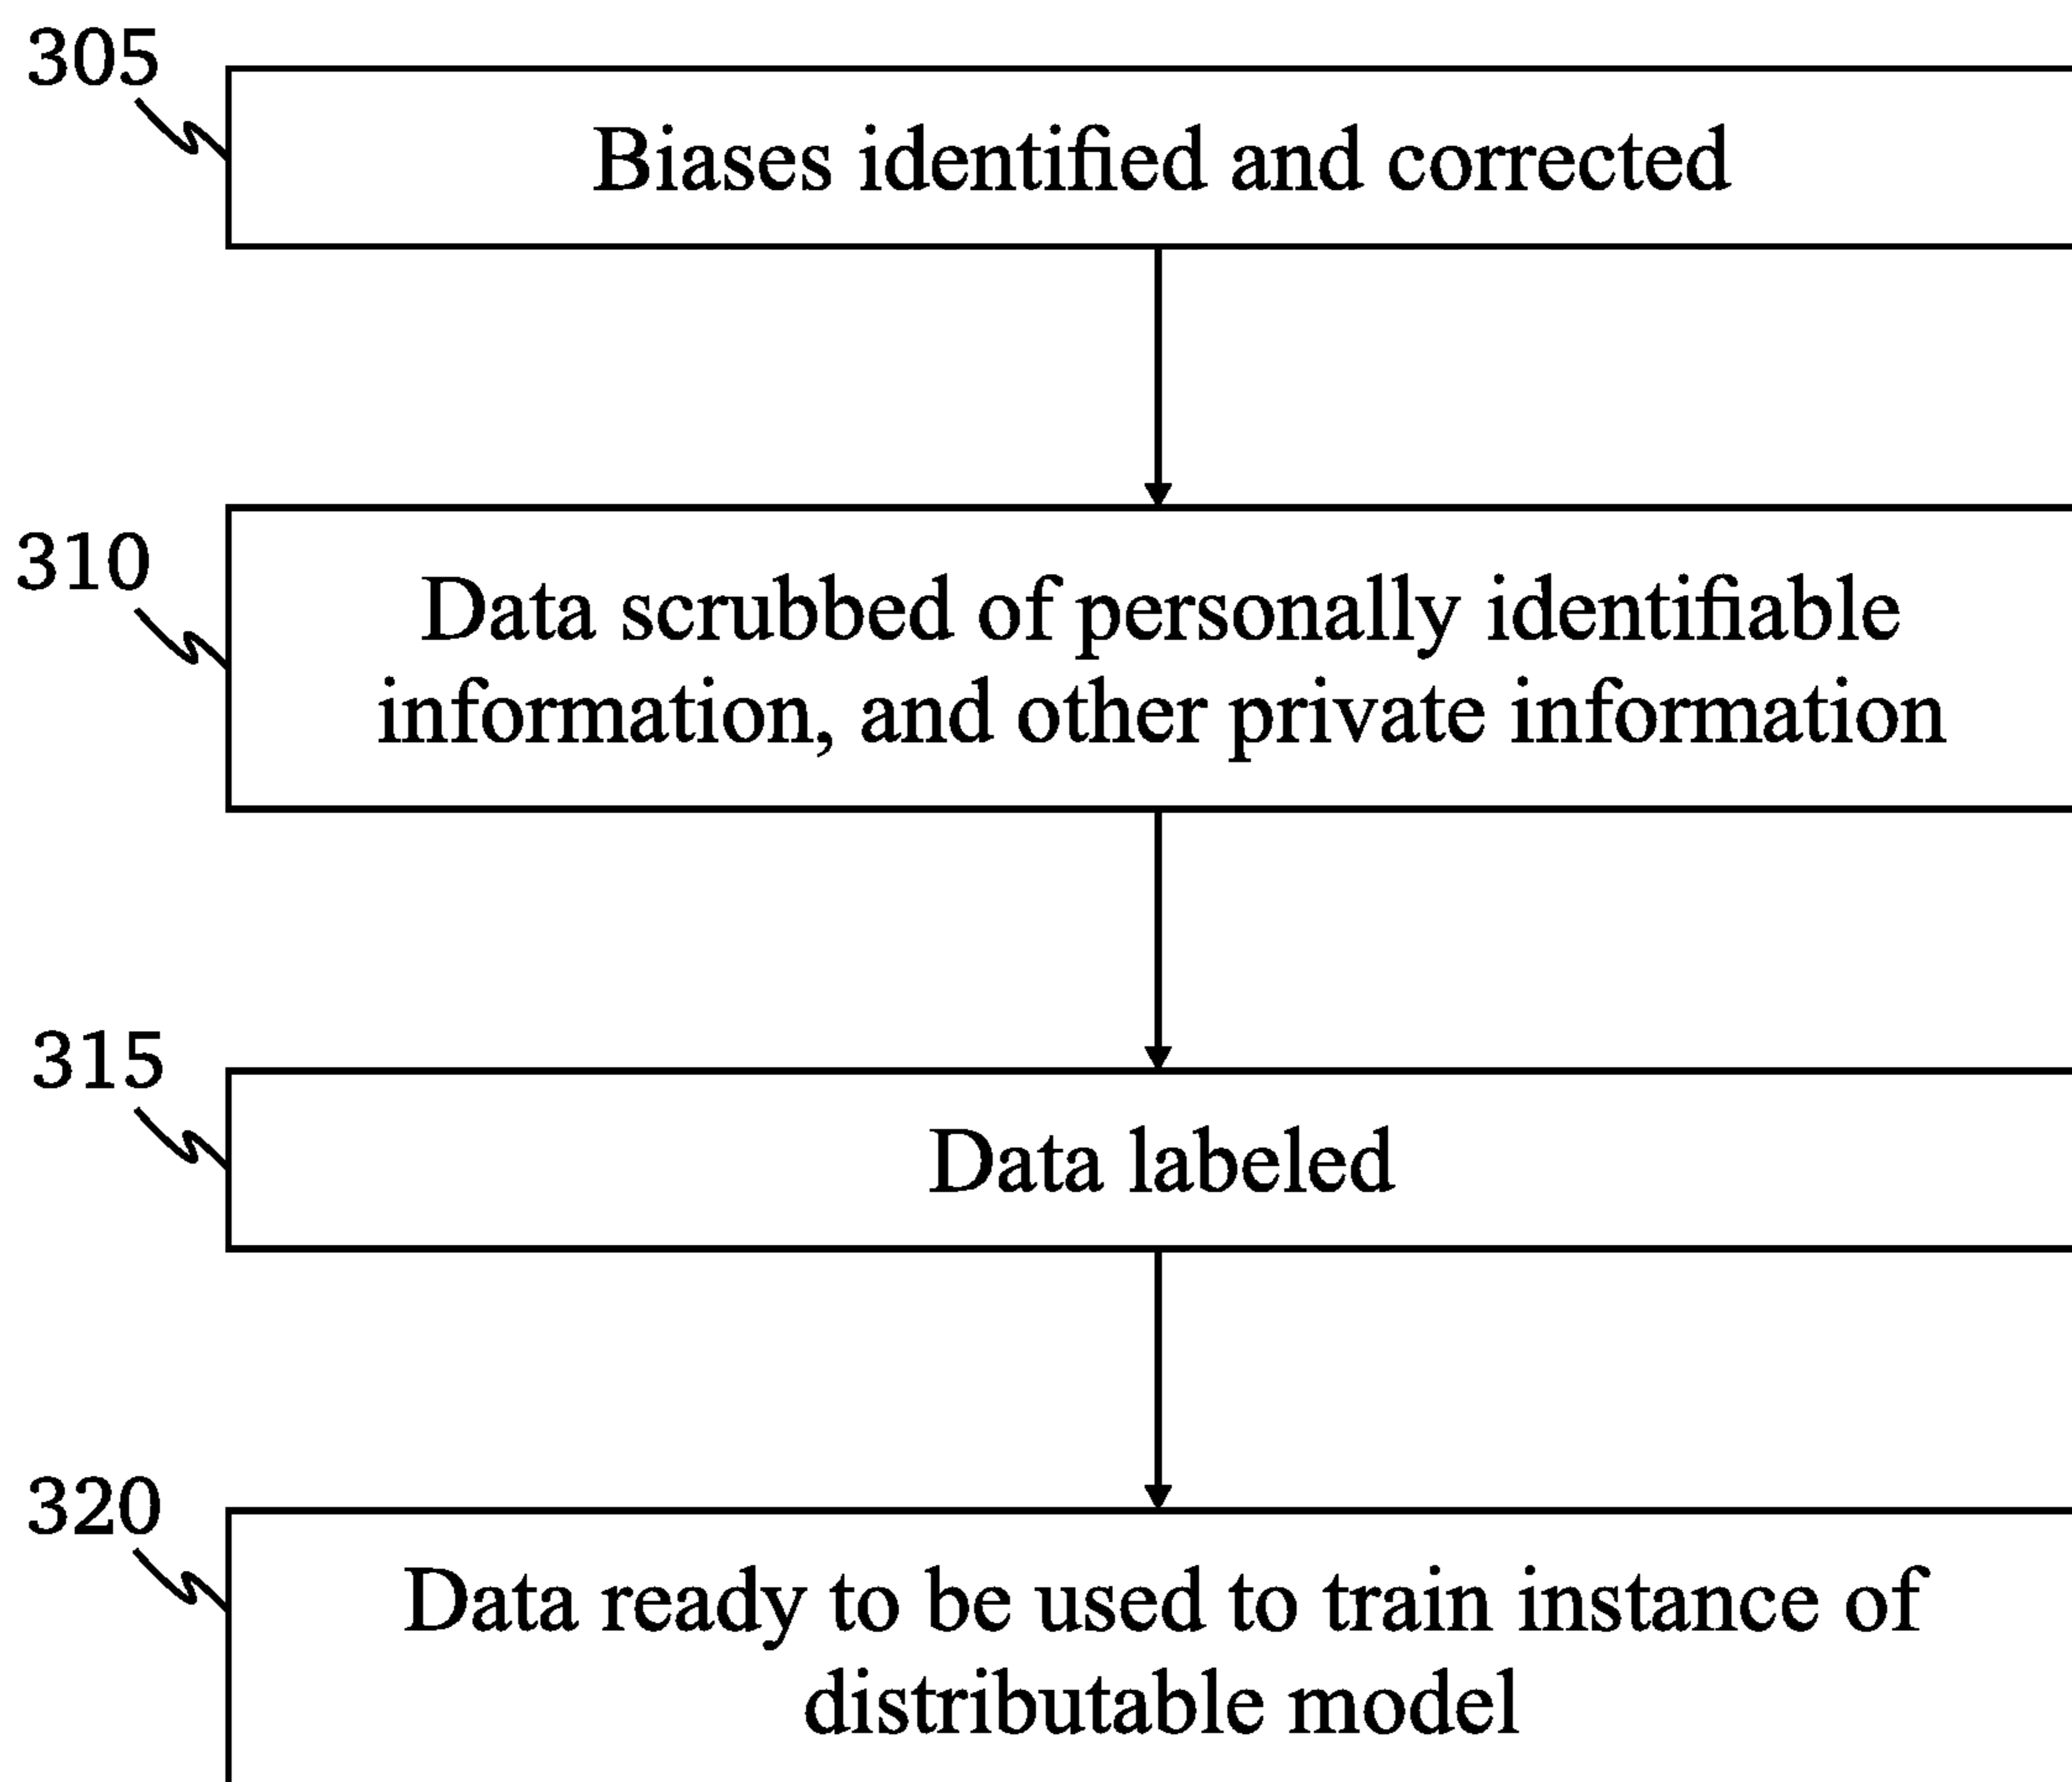 305
Biases identified and corrected
310
Data scrubbed of personally identifiable
information, and other private information
315
Data labeled
320
Data ready to be used to train instance of
distributable model